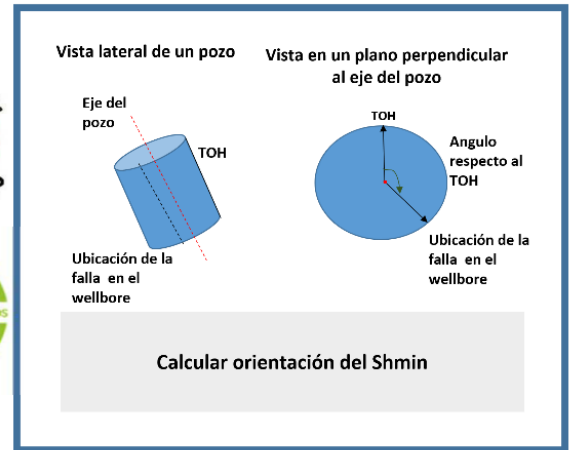 Vista lateral de un pozo
Vista en un plano perpendicular
al eje del pozo
Eje del
pozo
TOH
Ubicación de la
falla en el
wellbore
TOH
Angulo
respecto al
TOH
Ubicación de la
falla en el
wellbore
Calcular orientación del Shmin